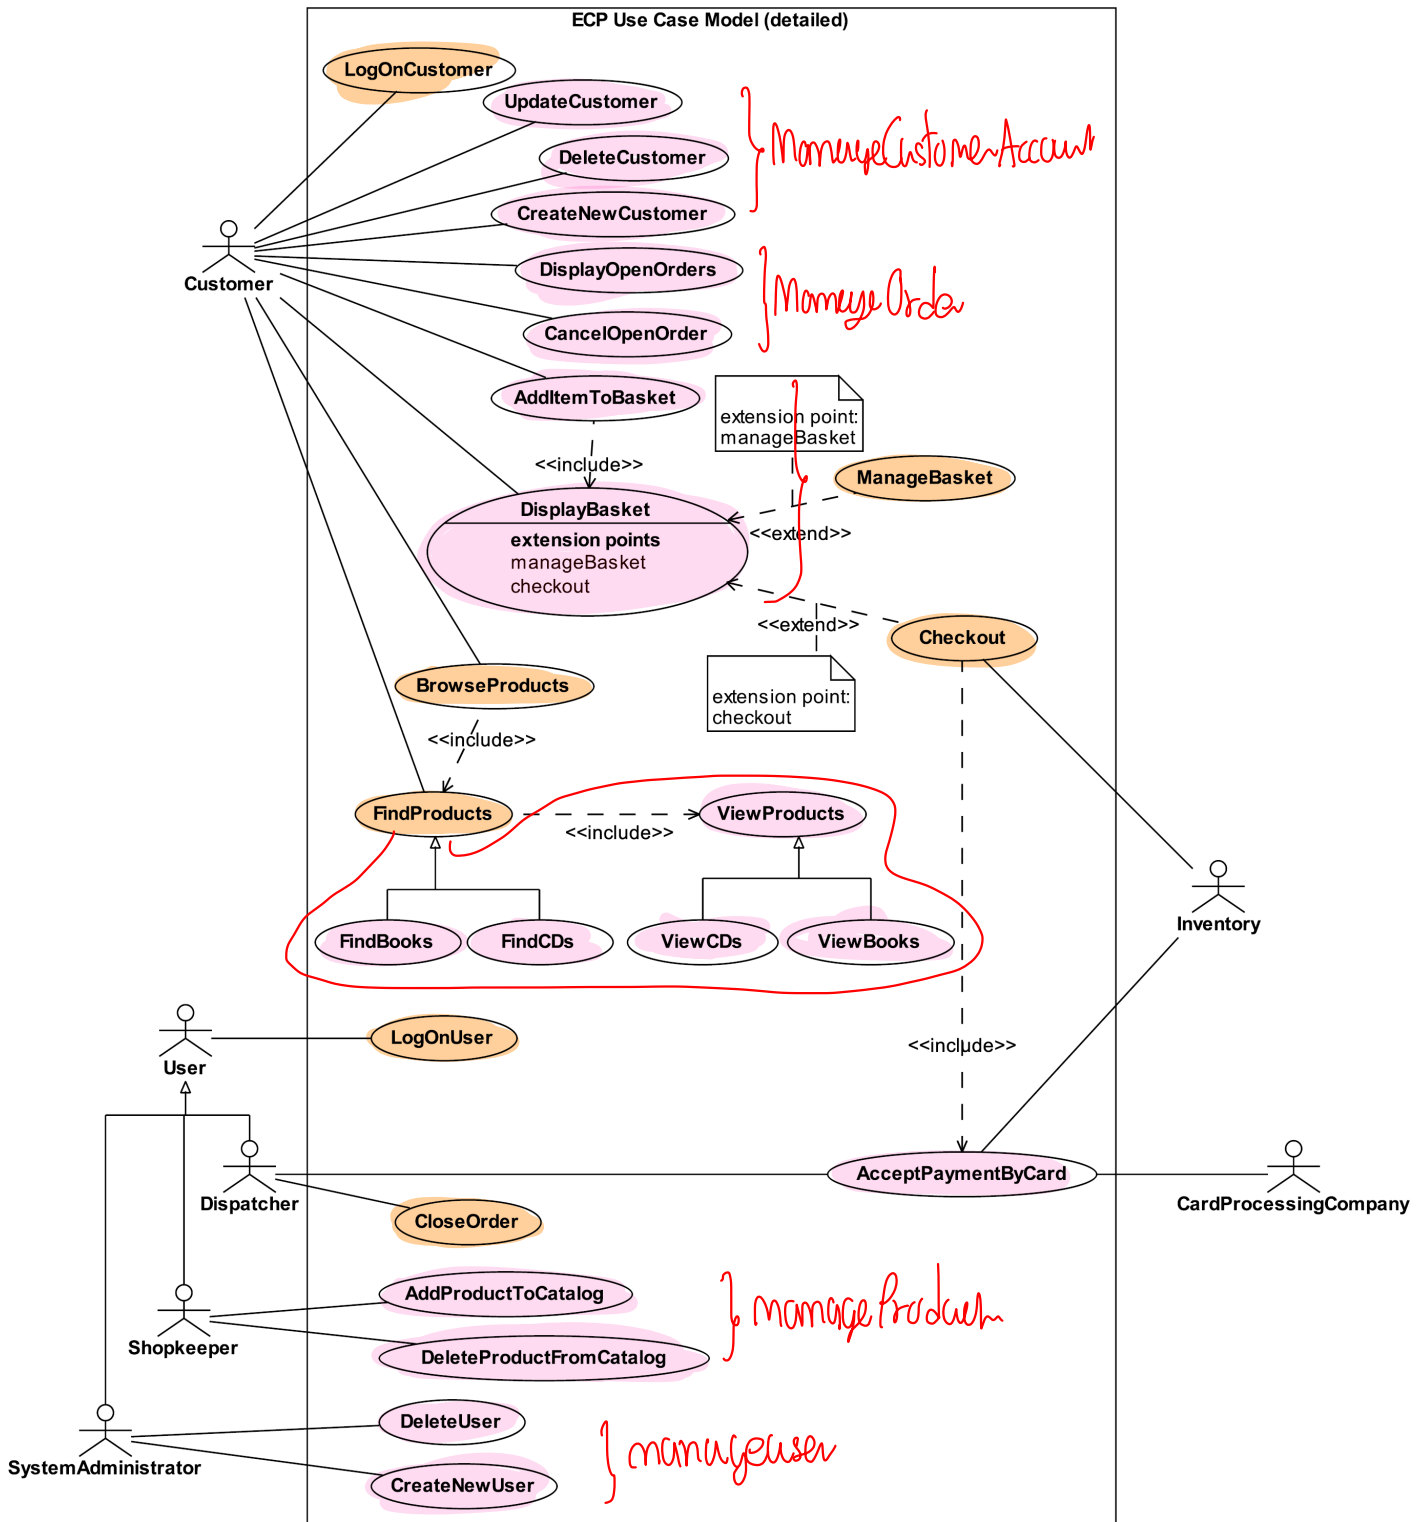 ECP Use Case Model (detailed)
LogOnCustomer
UpdateCustomer
DeleteCustomer
ManageCustomerAccount
CreateNewCustomer
Customer
DisplayOpenOrders
ManageOrder
CancelOpenOrder
AddItemToBasket
extension point:
manageBasket
<<include>>
ManageBasket
DisplayBasket
<<extend>>
extension points
manageBasket
checkout
<<extend>>
Checkout
BrowseProducts
extension point:
checkout
<<include>>
FindProducts
ViewProducts
<<include>>
FindBooks
FindCDs
ViewCDs
ViewBooks
Inventory
LogOnUser
User
<<include>>
AcceptPaymentByCard
Dispatcher
CardProcessingCompany
CloseOrder
AddProductToCatalog
manageProduct
Shopkeeper
DeleteProductFromCatalog
DeleteUser
manageuser
SystemAdministrator
CreateNewUser